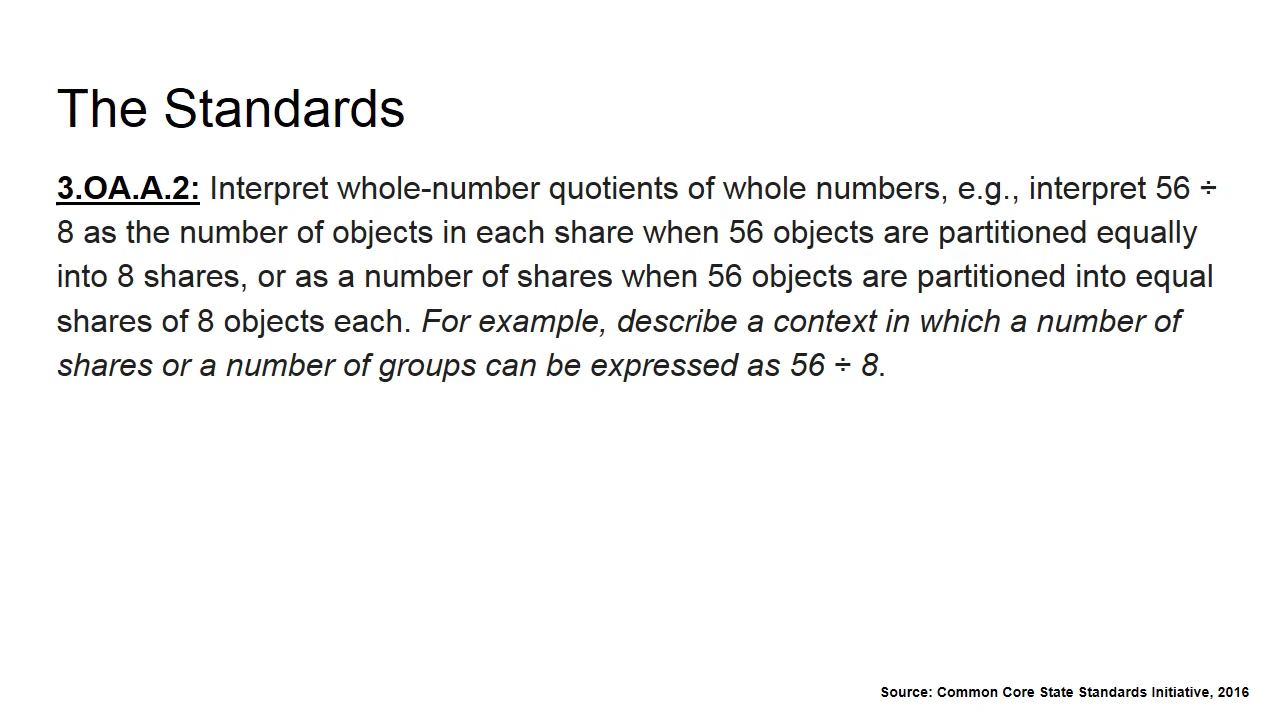 The Standards
3.OA.A.2: Interpret whole-number quotients of whole numbers, e.g., interpret 56 ÷
8 as the number of objects in each share when 56 objects are partitioned equally
into 8 shares, or as a number of shares when 56 objects are partitioned into equal
shares of 8 objects each. For example, describe a context in which a number of
shares or a number of groups can be expressed as 56 ÷ 8.
Source: Common Core State Standards Initiative, 2016